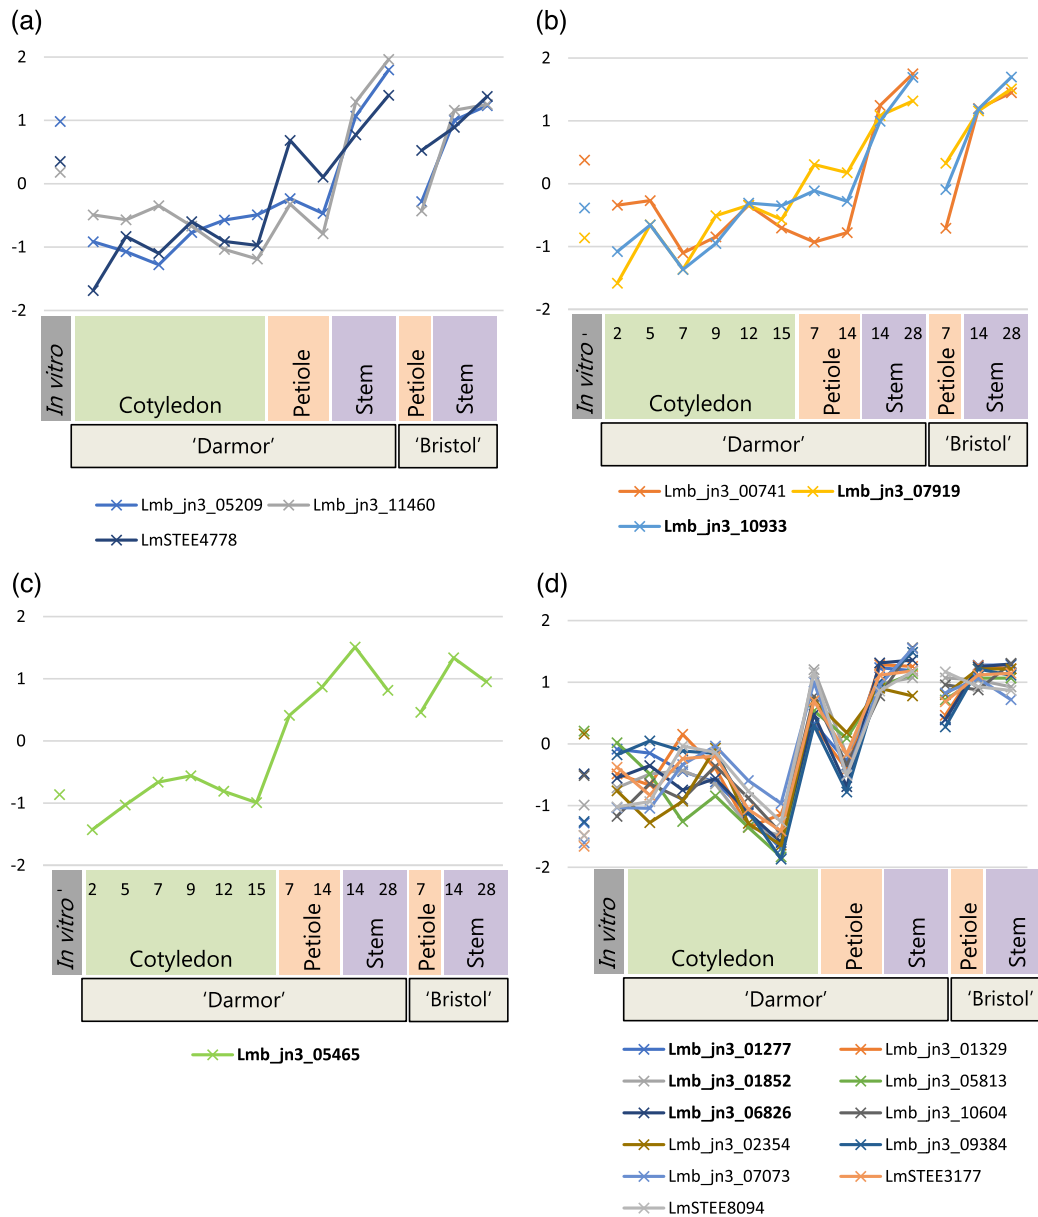 (a)
2
1
0
-1
-2
In vitro
Cotyledon
Petiole
Stem
Petiole
Stem
'Darmor'
'Bristol'
Lmb_jn3_05209
Lmb_jn3_11460
LmSTEE4778
(b)
2
1
0
-1
-2
In vitro -
2 5 7 9 12 15 7 14 14 28 7 14 28
Cotyledon
Petiole
Stem
Petiole
Stem
'Darmor'
'Bristol'
Lmb_jn3_00741
Lmb_jn3_07919
Lmb_jn3_10933
(c)
2
1
0
-1
-2
In vitro -
2 5 7 9 12 15 7 14 14 28 7 14 28
Cotyledon
Petiole
Stem
Petiole
Stem
'Darmor'
'Bristol'
Lmb_jn3_05465
(d)
2
1
0
-1
-2
In vitro
Cotyledon
Petiole
Stem
Petiole
Stem
'Darmor'
'Bristol'
Lmb_jn3_01277
Lmb_jn3_01329
Lmb_jn3_01852
Lmb_jn3_05813
Lmb_jn3_06826
Lmb_jn3_10604
Lmb_jn3_02354
Lmb_jn3_09384
Lmb_jn3_07073
LmSTEE3177
LmSTEE8094